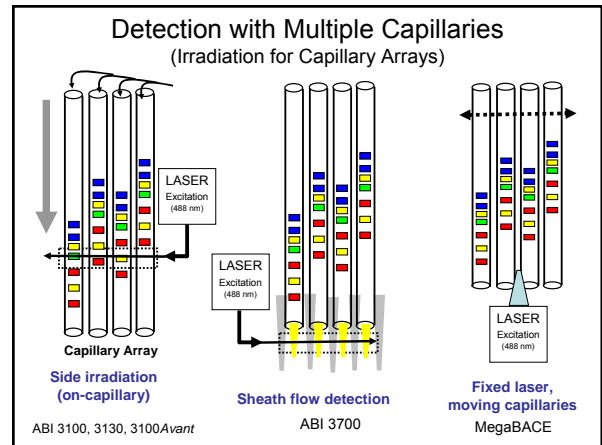 Detection with Multiple Capillaries
(Irradiation for Capillary Arrays)
LASER
Excitation
(488 nm)
Capillary Array
Side irradiation
(on-capillary)
ABI 3100, 3130, 3100Avant
LASER
Excitation
(488 nm)
Sheath flow detection
ABI 3700
LASER
Excitation
(488 nm)
Fixed laser,
moving capillaries
MegaBACE